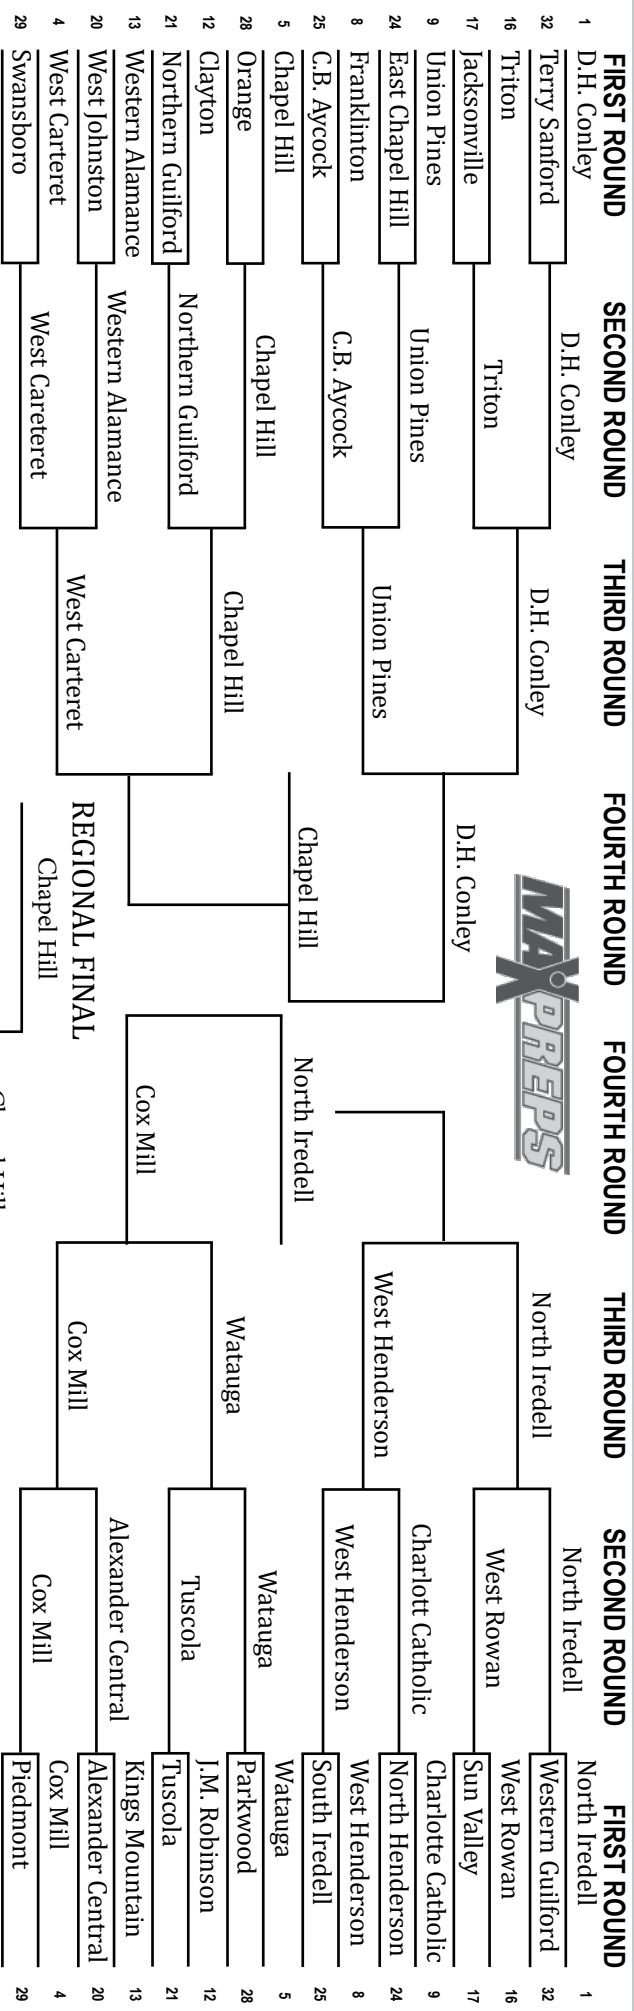 FIRST ROUND SECOND ROUND THIRD ROUND FOURTH ROUND FOURTH ROUND THIRD ROUND SECOND ROUND FIRST ROUND
1 D.H. Conley
32 Terry Sanford
16 Triton
17 Jacksonville
9 Union Pines
24 East Chapel Hill
8 Franklinton
25 C.B. Aycock
5 Chapel Hill
28 Orange
12 Clayton
21 Northern Guilford
13 Western Alamance
20 West Johnston
4 West Carteret
29 Swansboro
D.H. Conley
Triton
Union Pines
C.B. Aycock
Chapel Hill
Northern Guilford
Western Alamance
West Careteret
D.H. Conley
Union Pines
Chapel Hill
West Carteret
MAXPREPS
D.H. Conley
Chapel Hill
REGIONAL FINAL
Chapel Hill
North Iredell
Cox Mill
North Iredell
West Henderson
Watauga
Cox Mill
North Iredell
West Rowan
Charlott Catholic
West Henderson
Watauga
Tuscola
Alexander Central
Cox Mill
North Iredell 1
Western Guilford 32
West Rowan 16
Sun Valley 17
Charlotte Catholic 9
North Henderson 24
West Henderson 8
South Iredell 25
Watauga 5
Parkwood 28
J.M. Robinson 12
Tuscola 21
Kings Mountain 13
Alexander Central 20
Cox Mill 4
Piedmont 29